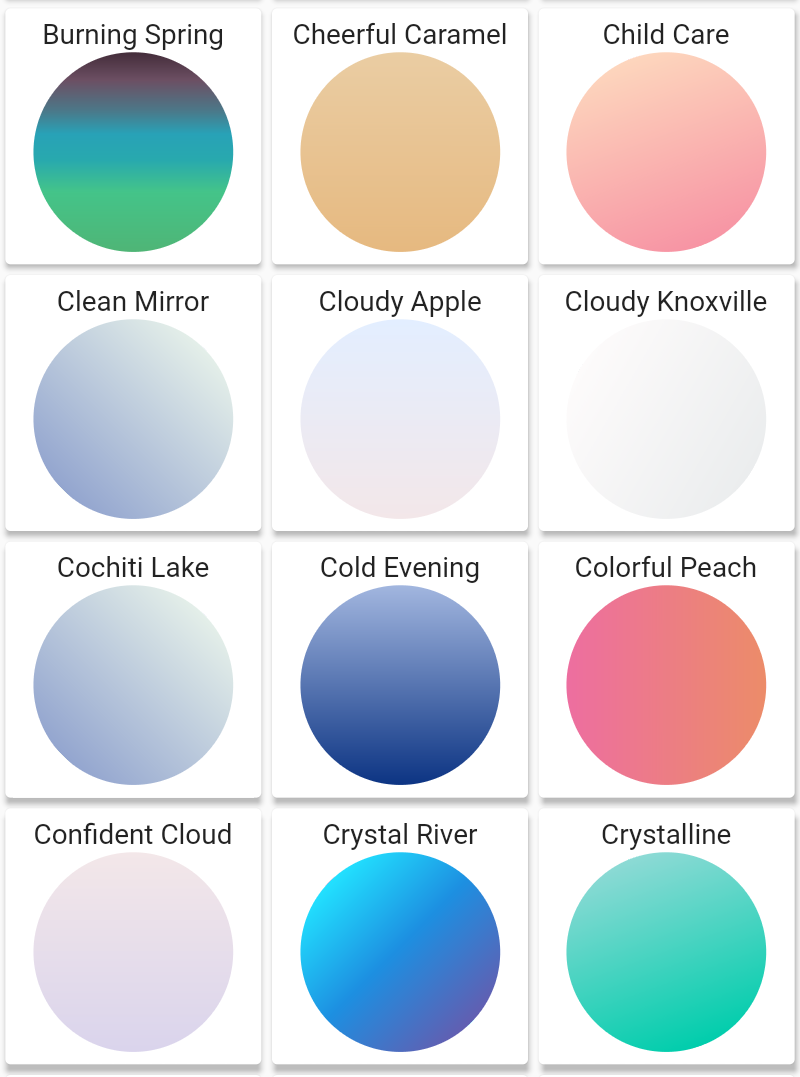 Burning Spring
Cheerful Caramel
Child Care
Clean Mirror
Cloudy Apple
Cloudy Knoxville
Cochiti Lake
Cold Evening
Colorful Peach
Confident Cloud
Crystal River
Crystalline